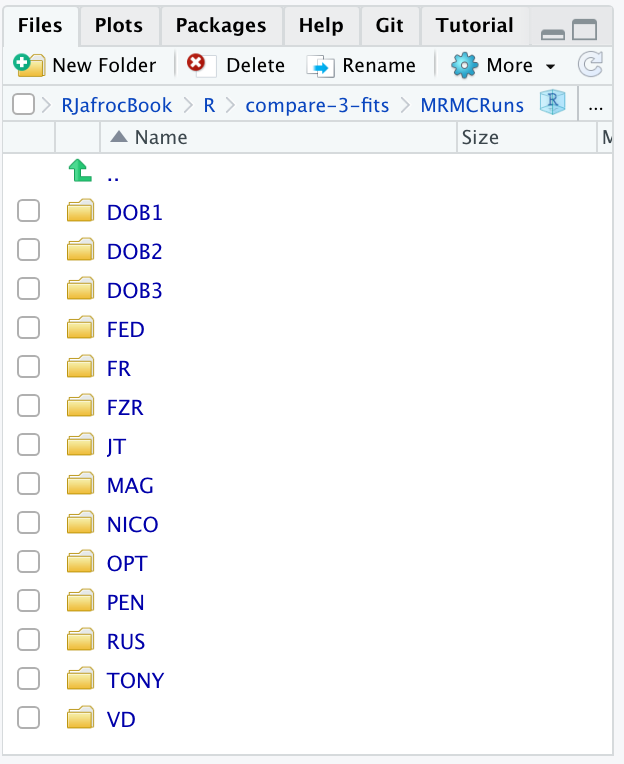 Files Plots Packages Help Git Tutorial
New Folder Delete Rename More
RJafrocBook R compare-3-fits MRMCRuns R ...
Name Size M
..
DOB1
DOB2
DOB3
FED
FR
FZR
JT
MAG
NICO
OPT
PEN
RUS
TONY
VD